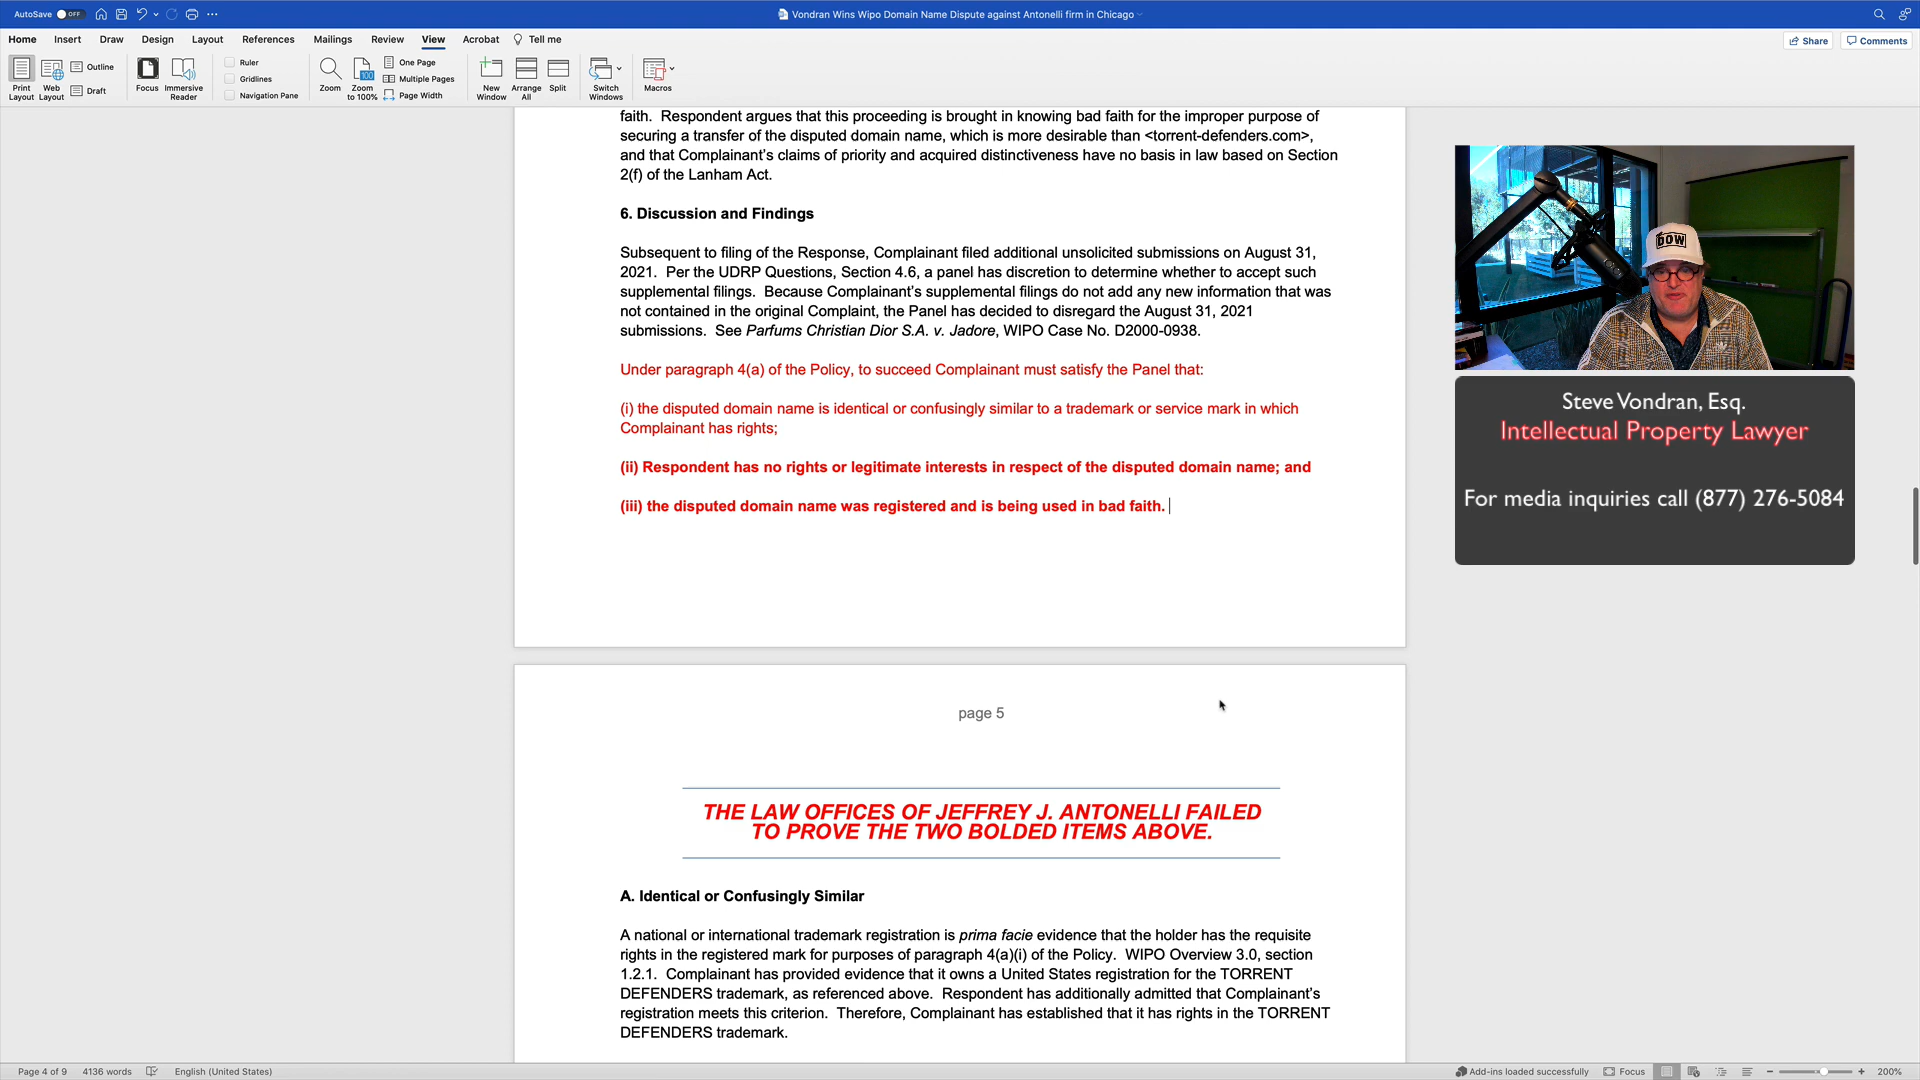 AutoSave OFF
Vondran Wins Wipo Domain Name Dispute against Antonelli firm in Chicago
Home Insert Draw Design Layout References Mailings Review View Acrobat Tell me
Share Comments
Print Layout
Web Layout
Outline
Draft
Focus
Immersive Reader
Ruler
Gridlines
Navigation Pane
Zoom
Zoom to 100%
100
One Page
Multiple Pages
Page Width
New Window
Arrange All
Split
Switch Windows
Macros
faith. Respondent argues that this proceeding is brought in knowing bad faith for the improper purpose of
securing a transfer of the disputed domain name, which is more desirable than <torrent-defenders.com>,
and that Complainant's claims of priority and acquired distinctiveness have no basis in law based on Section
2(f) of the Lanham Act.
6. Discussion and Findings
Subsequent to filing of the Response, Complainant filed additional unsolicited submissions on August 31,
2021. Per the UDRP Questions, Section 4.6, a panel has discretion to determine whether to accept such
supplemental filings. Because Complainant's supplemental filings do not add any new information that was
not contained in the original Complaint, the Panel has decided to disregard the August 31, 2021
submissions. See Parfums Christian Dior S.A. v. Jadore, WIPO Case No. D2000-0938.
Under paragraph 4(a) of the Policy, to succeed Complainant must satisfy the Panel that:
(i) the disputed domain name is identical or confusingly similar to a trademark or service mark in which
Complainant has rights;
(ii) Respondent has no rights or legitimate interests in respect of the disputed domain name; and
(iii) the disputed domain name was registered and is being used in bad faith.
page 5
THE LAW OFFICES OF JEFFREY J. ANTONELLI FAILED
TO PROVE THE TWO BOLDED ITEMS ABOVE.
A. Identical or Confusingly Similar
A national or international trademark registration is prima facie evidence that the holder has the requisite
rights in the registered mark for purposes of paragraph 4(a)(i) of the Policy. WIPO Overview 3.0, section
1.2.1. Complainant has provided evidence that it owns a United States registration for the TORRENT
DEFENDERS trademark, as referenced above. Respondent has additionally admitted that Complainant's
registration meets this criterion. Therefore, Complainant has established that it has rights in the TORRENT
DEFENDERS trademark.
Steve Vondran, Esq.
Intellectual Property Lawyer
For media inquiries call (877) 276-5084
Page 4 of 9 4136 words English (United States)
Add-ins loaded successfully Focus 200%